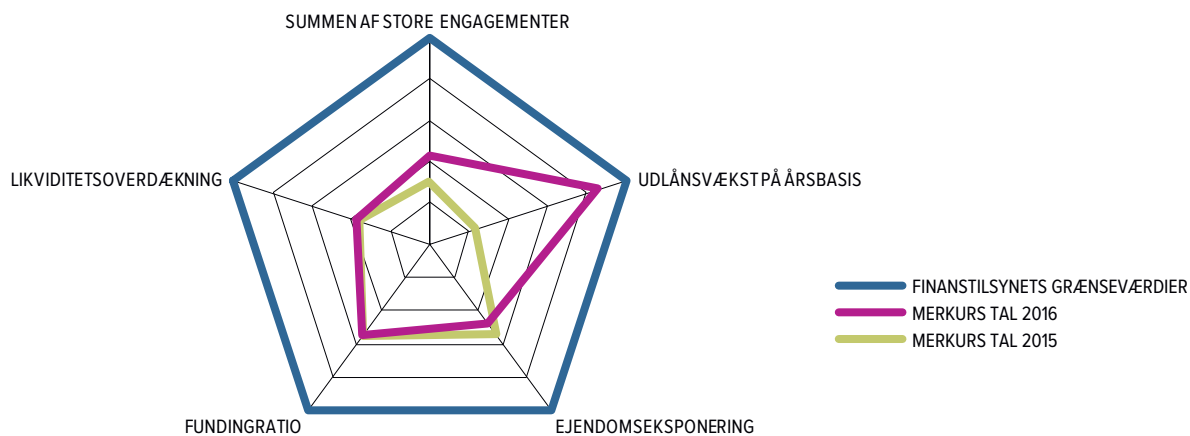 SUMMEN AF STORE ENGAGEMENTER
LIKVIDITETSOVERDÆKNING
UDLÅNSVÆKST PÅ ÅRSBASIS
FINANSTILSYNETS GRÆNSEVÆRDIER
MERKURS TAL 2016
MERKURS TAL 2015
FUNDINGRATIO
EJENDOMSEKSPONERING